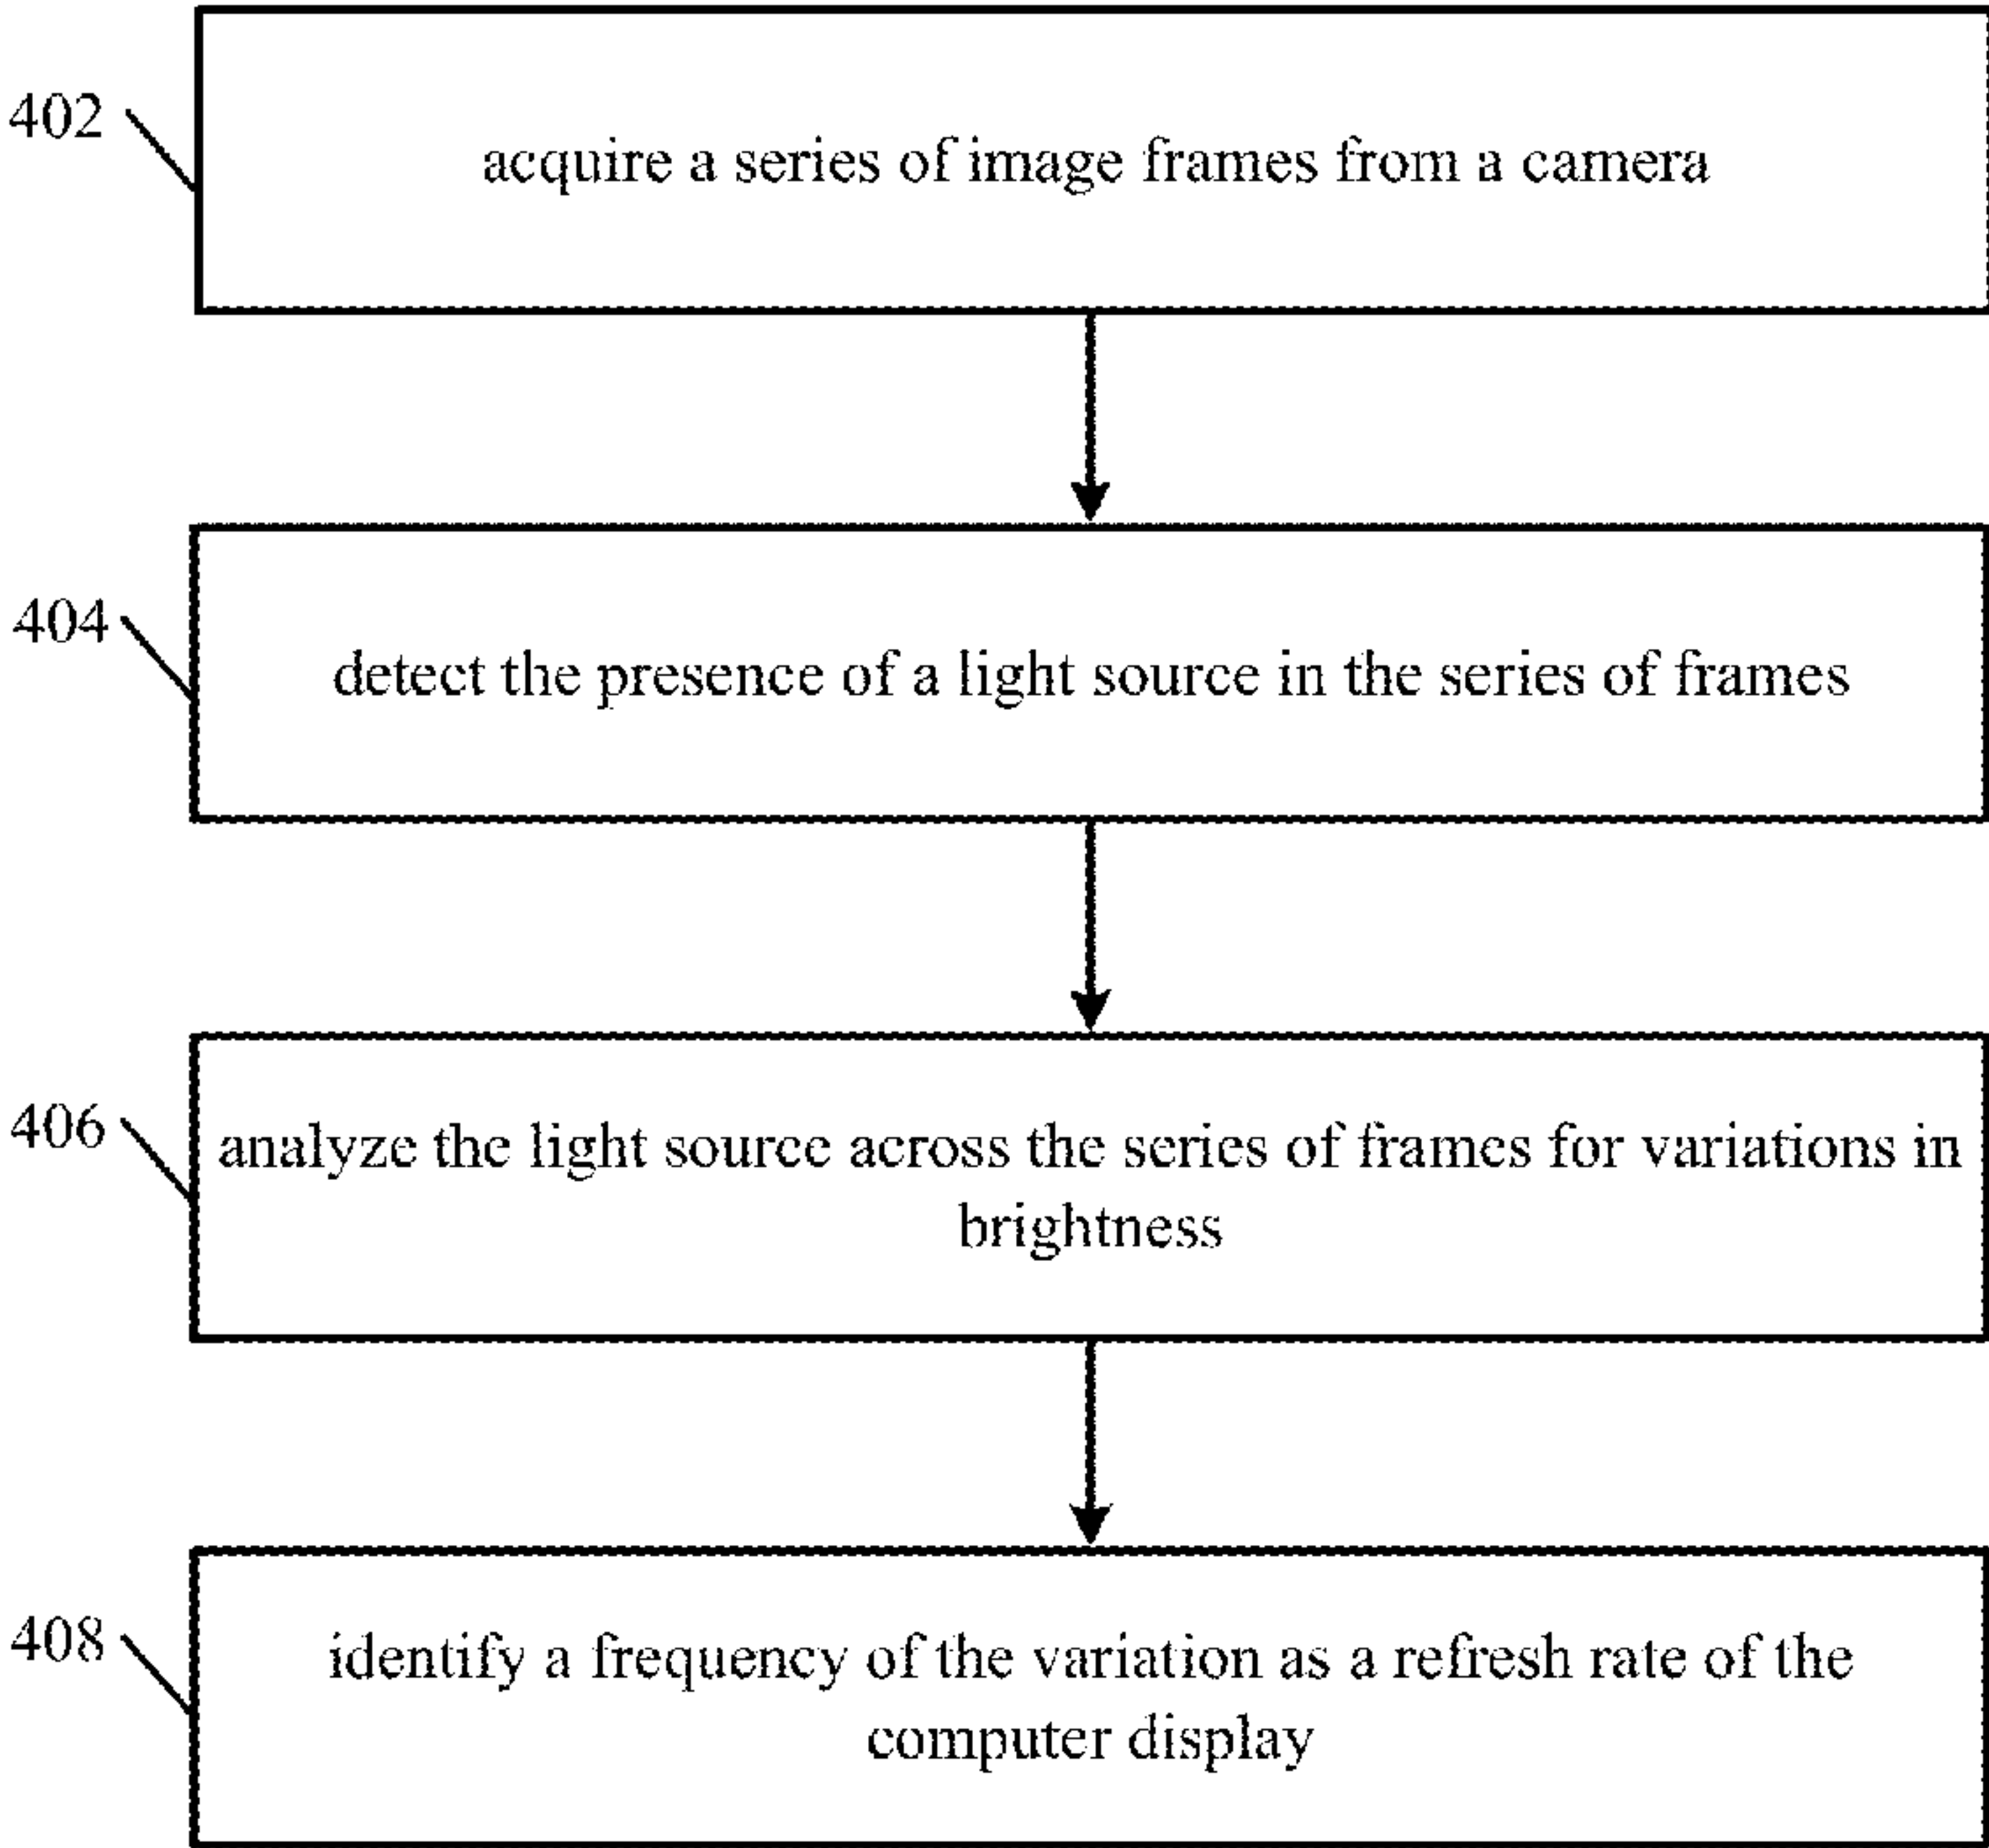 402
acquire a series of image frames from a camera
404
detect the presence of a light source in the series of frames
406
analyze the light source across the series of frames for variations in
brightness
408
identify a frequency of the variation as a refresh rate of the
computer display